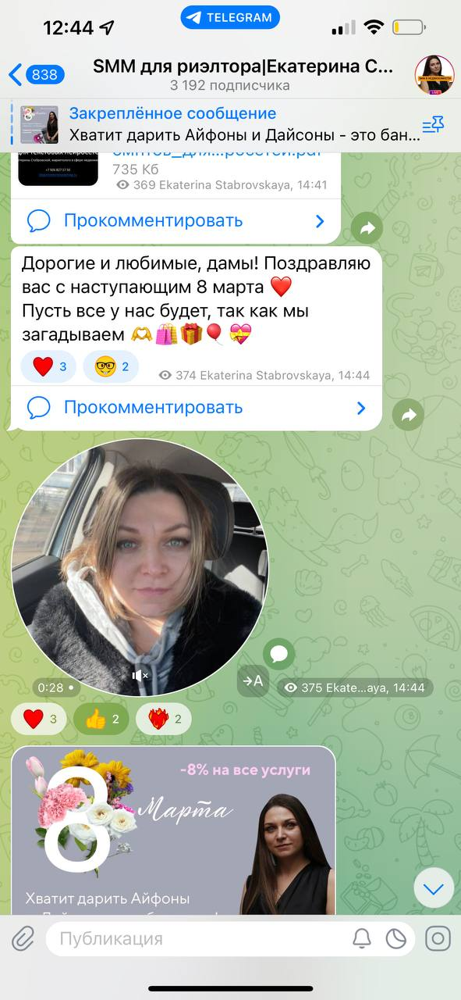 12:44
TELEGRAM
838
SMM для риэлтора|Екатерина С...
3 192 подписчика
Закреплённое сообщение
Хватит дарить Айфоны и Дайсоны - это бан...
735 Кб
369 Ekaterina Stabrovskaya, 14:41
Прокомментировать
Дорогие и любимые, дамы! Поздравляю
вас с наступающим 8 марта ❤️
Пусть все у нас будет, так как мы
загадываем 🫶🛍️🎁🎈💝
❤️ 3 🤓 2
374 Ekaterina Stabrovskaya, 14:44
Прокомментировать
0:28
→A
375 Ekate...aya, 14:44
❤️ 3 👍 2 ❤️‍🔥 2
-8% на все услуги
8 Марта
Хватит дарить Айфоны
Публикация